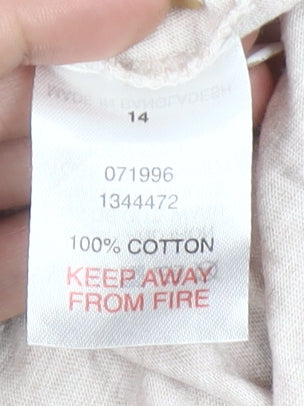 MADE IN BANGLADESH
14
071996
1344472
100% COTTON
KEEP AWAY
FROM FIRE